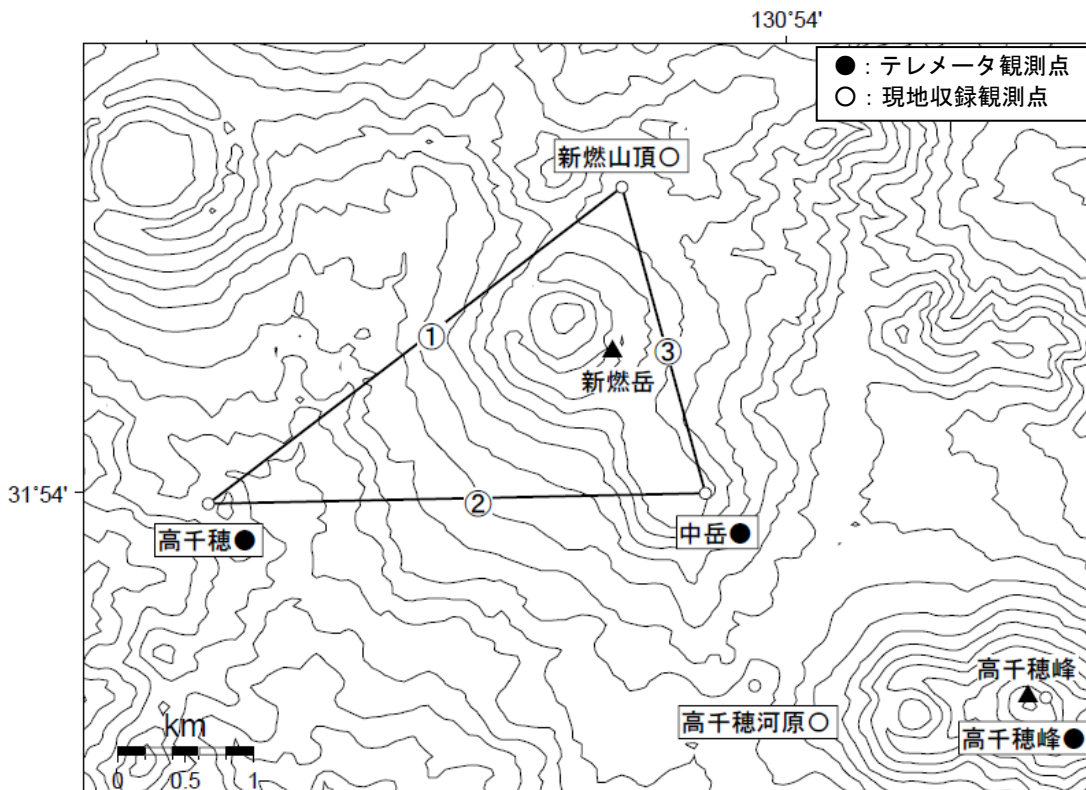 130°54'
●：テレメータ観測点
○：現地収録観測点
新燃山頂○
①
③
新燃岳
31°54'
②
高千穂●
中岳●
高千穂峰
高千穂河原○
高千穂峰●
km
0 0.5 1